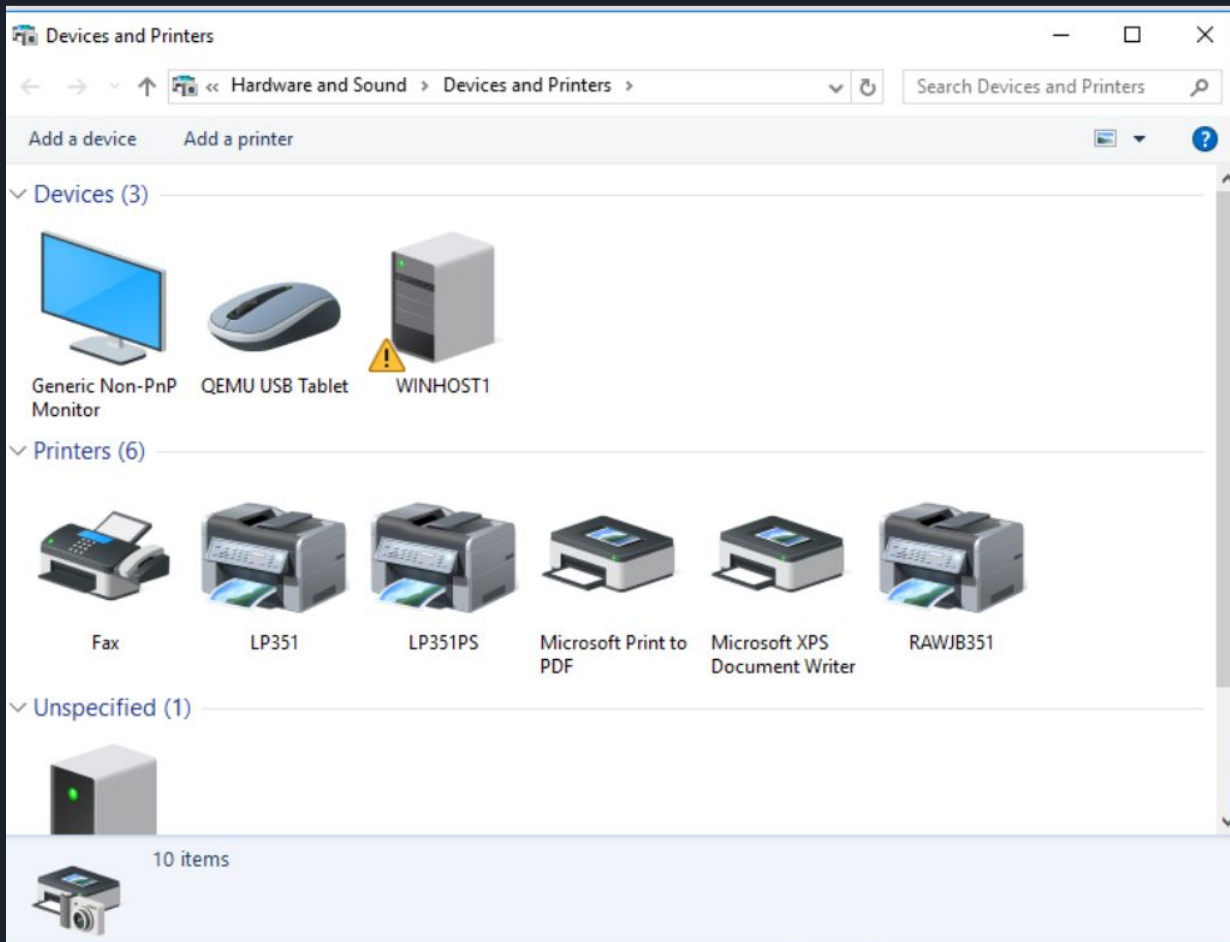 Devices and Printers
« Hardware and Sound > Devices and Printers >
Search Devices and Printers
Add a device
Add a printer
?
Devices (3)
Generic Non-PnP
Monitor
QEMU USB Tablet
WINHOST1
Printers (6)
Fax
LP351
LP351PS
Microsoft Print to
PDF
Microsoft XPS
Document Writer
RAWJB351
Unspecified (1)
10 items